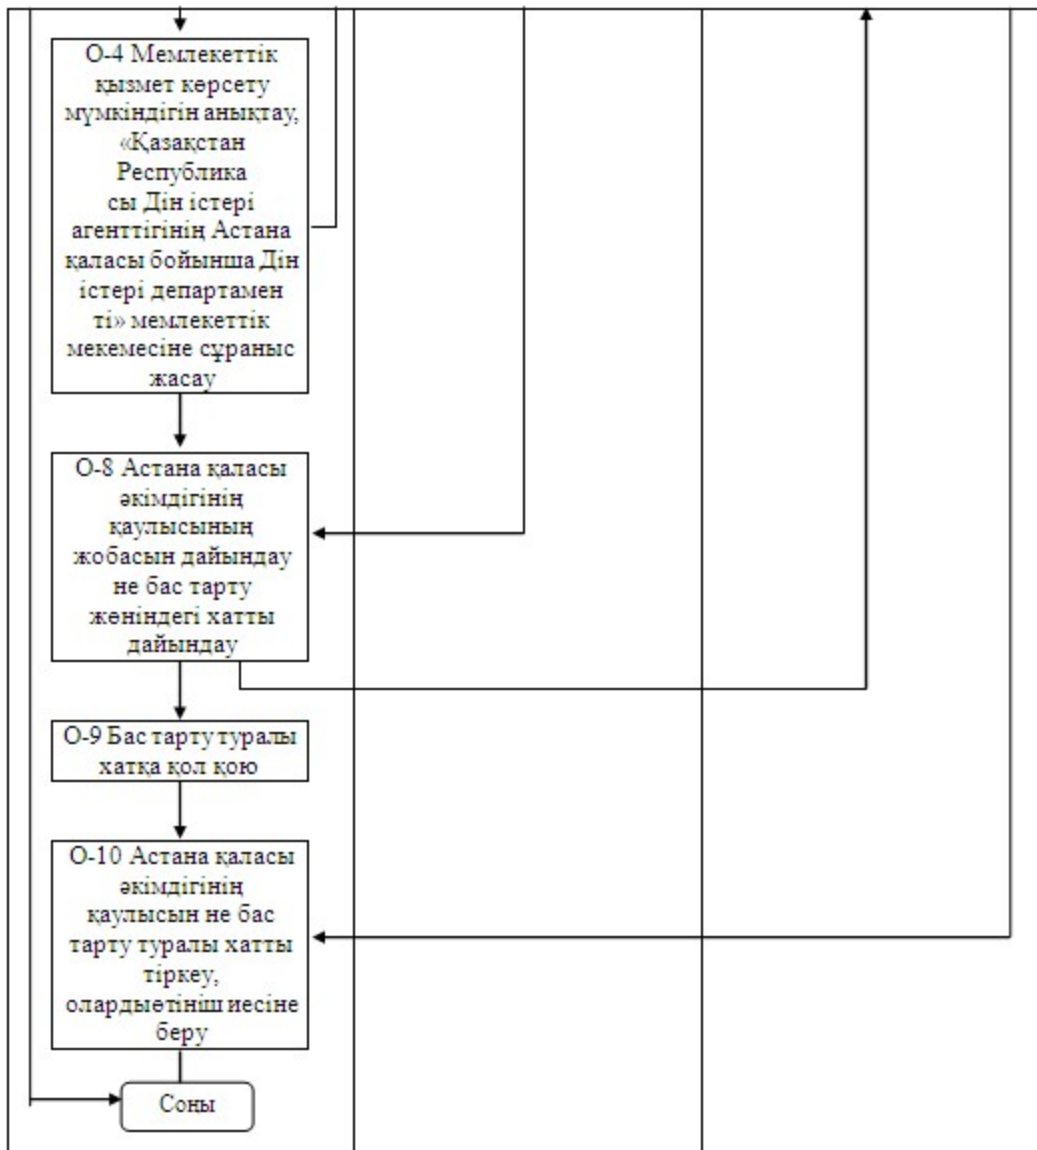 О-4 Мемлекеттік
қызмет көрсету
мүмкіндігін анықтау,
«Қазақстан
Республика
сы Дін істері
агенттігінің Астана
қаласы бойынша Дін
істері департамен
ті» мемлекеттік
мекемесіне сұраныс
жасау
О-8 Астана қаласы
әкімдігінің
қаулысының
жобасын дайындау
не бас тарту
жөніндегі хатты
дайындау
О-9 Бас тарту туралы
хатқа қол қою
О-10 Астана қаласы
әкімдігінің
қаулысын не бас
тарту туралы хатты
тіркеу,
олардыөтініш иесіне
беру
Соңы